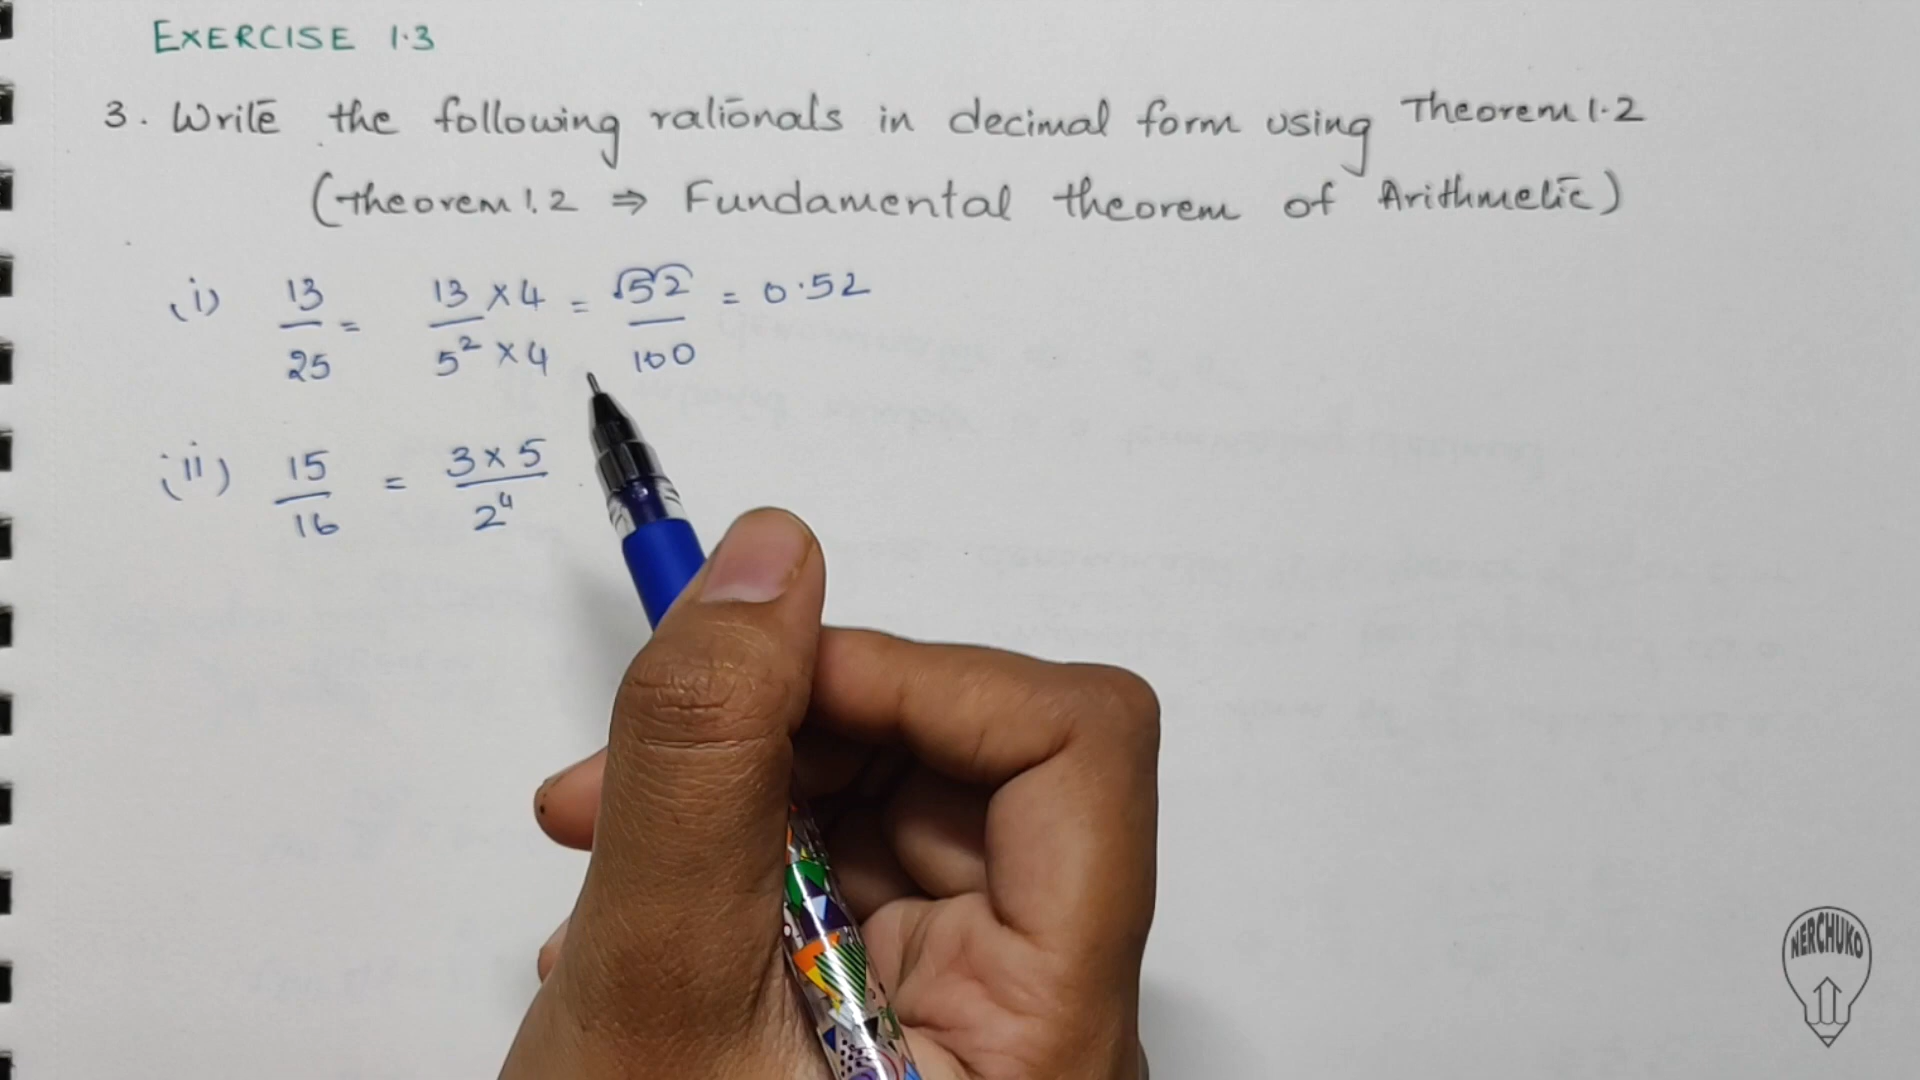 EXERCISE 1.3
3. Write the following rationals in decimal form using Theorem 1.2
(Theorem 1.2 ⇒ Fundamental theorem of Arithmetic)
(i) 13/25 = 13 × 4 / 5² × 4 = 52/100 = 0.52
(ii) 15/16 = 3 × 5 / 2⁴
NERCHUKO